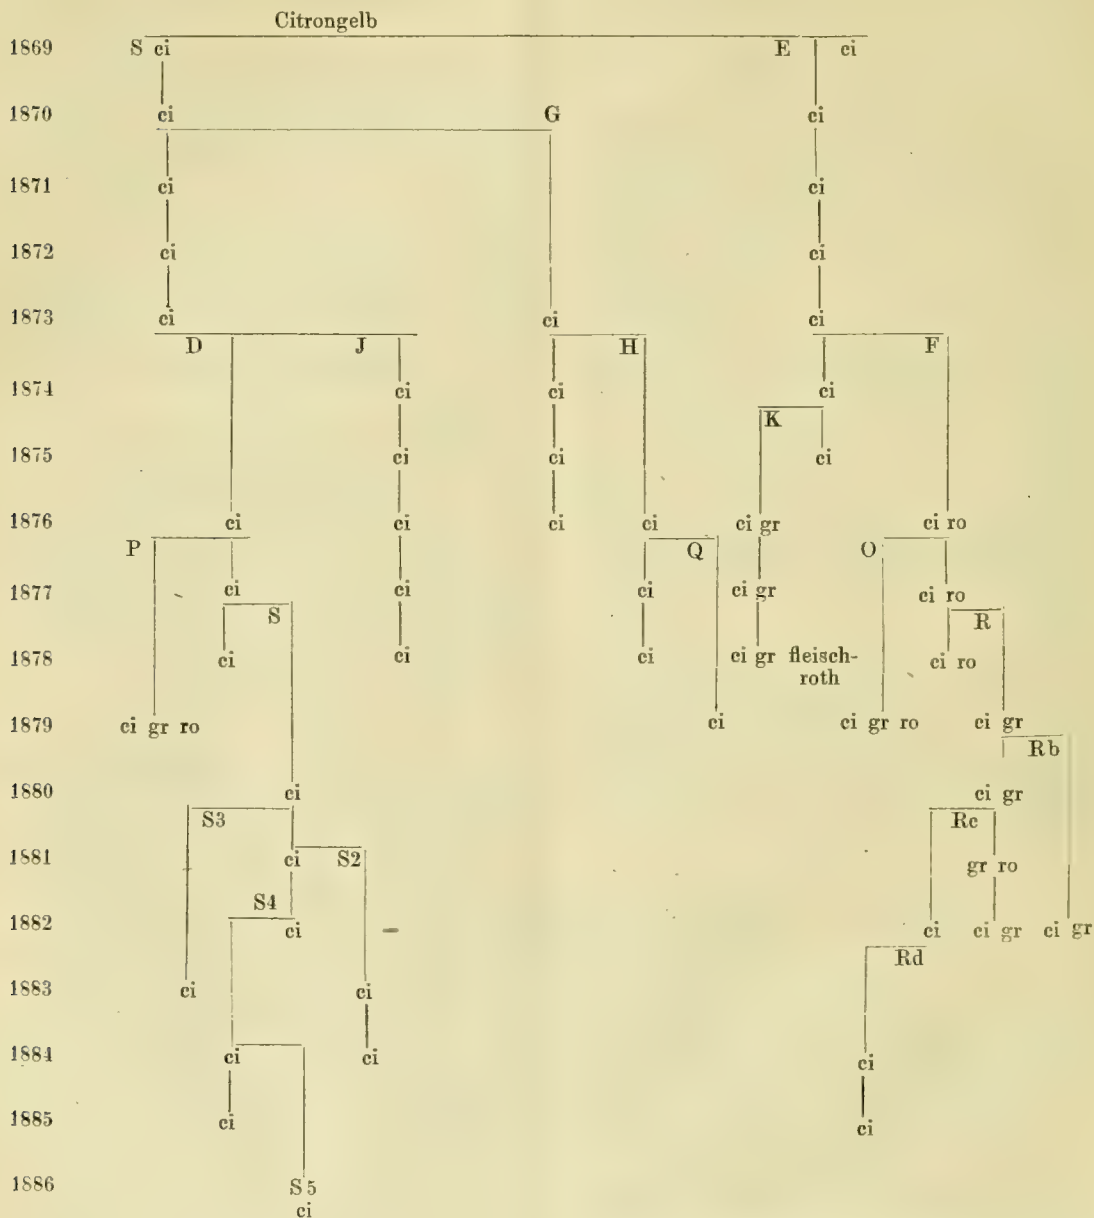 Citrongelb
1869 S ci E ci
1870 ci G ci
1871 ci ci
1872 ci ci
1873 ci ci ci
D J H F
1874 ci ci ci
K
1875 ci ci ci
1876 ci ci ci ci ci gr ci ro
P Q O
1877 ci ci ci ci gr ci ro
S R
1878 ci ci ci ci gr fleisch-
roth ci ro
1879 ci gr ro ci ci gr ro ci gr
Rb
1880 ci ci gr
S3 Rc
1881 ci S2 gr ro
S4
1882 ci ci ci gr ci gr
Rd
1883 ci ci
1884 ci ci ci
1885 ci ci
1886 S5
ci